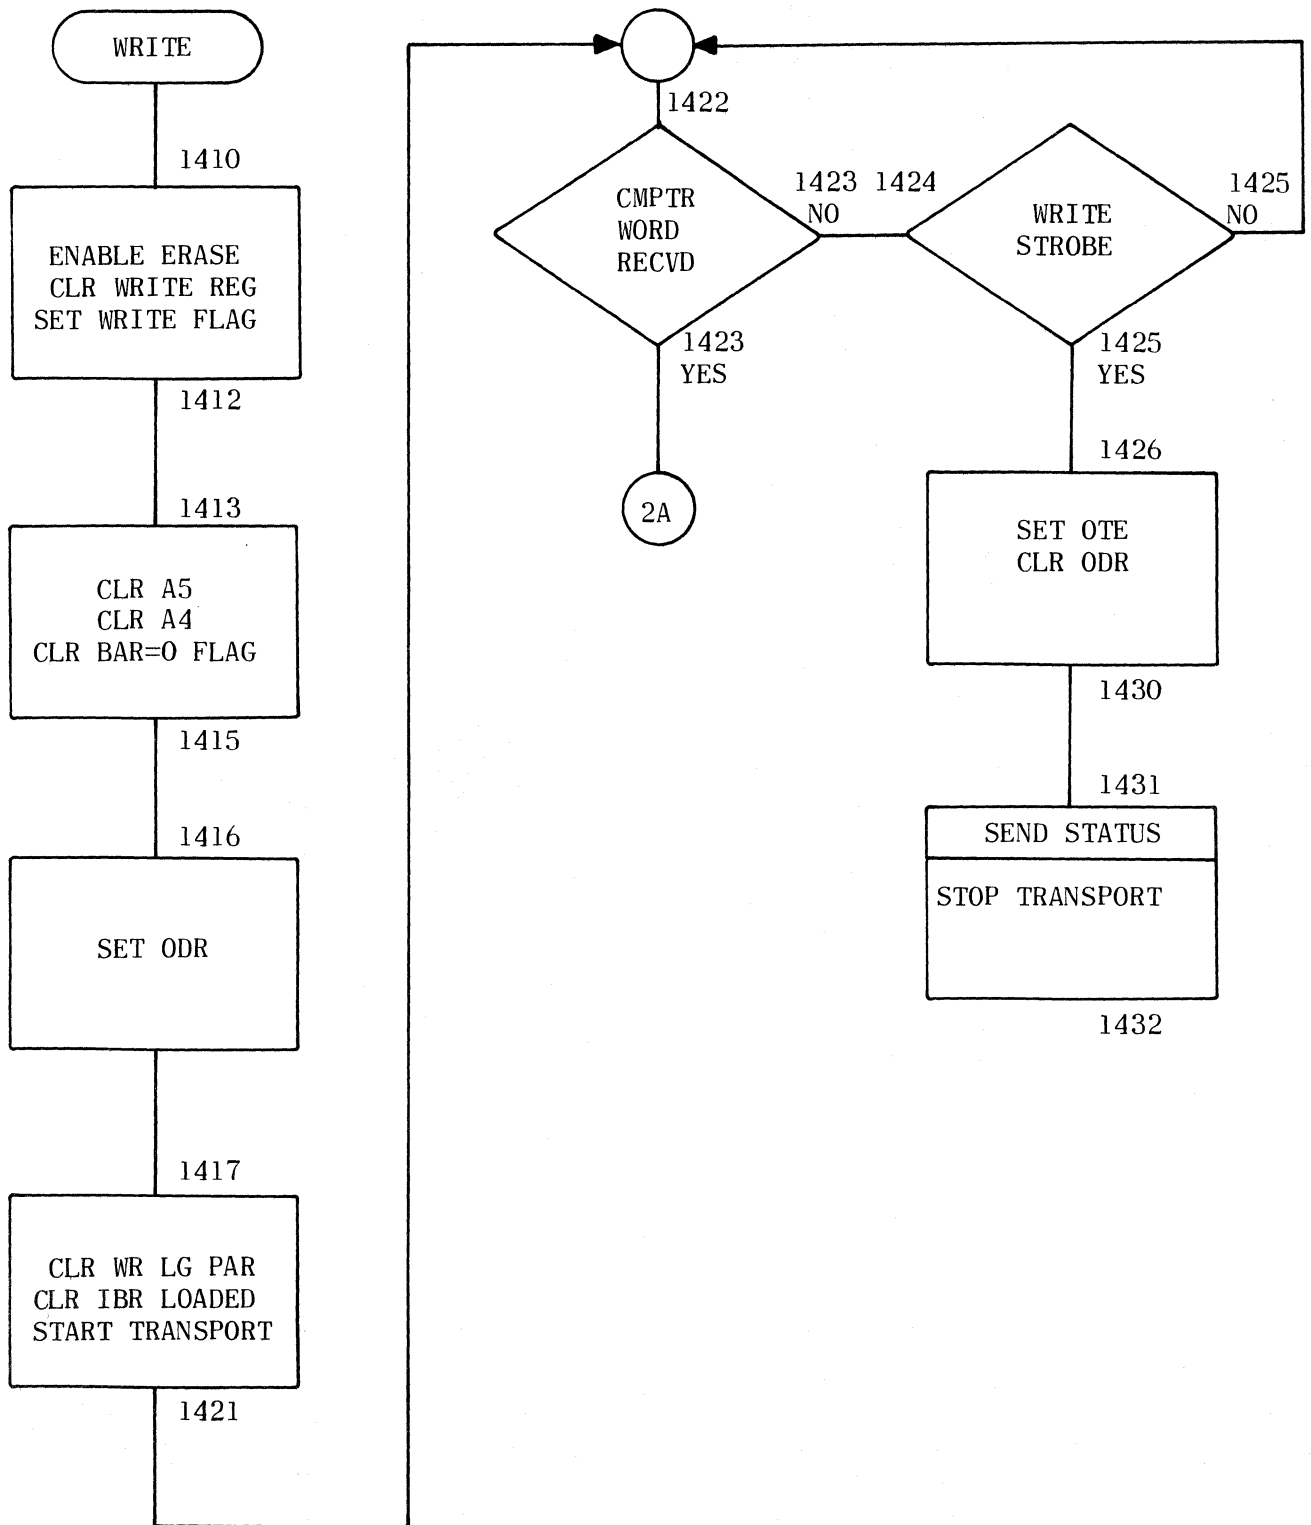 WRITE
1410
ENABLE ERASE
CLR WRITE REG
SET WRITE FLAG
1412
1413
CLR A5
CLR A4
CLR BAR=0 FLAG
1415
1416
SET ODR
1417
CLR WR LG PAR
CLR IBR LOADED
START TRANSPORT
1421
1422
CMPTR
WORD
RECVD
1423
NO
1423
YES
2A
1424
WRITE
STROBE
1425
NO
1425
YES
1426
SET OTE
CLR ODR
1430
1431
SEND STATUS
STOP TRANSPORT
1432